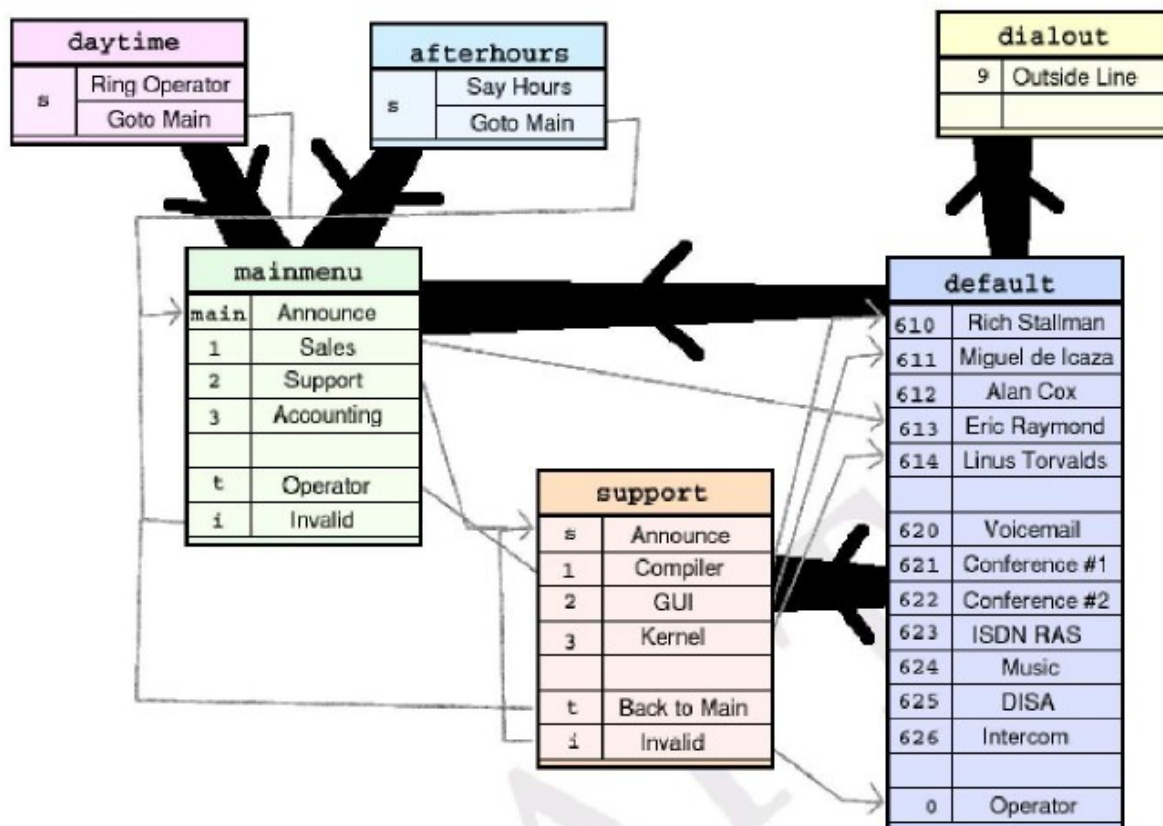 daytime
s Ring Operator
Goto Main
afterhours
s Say Hours
Goto Main
dialout
9 Outside Line
mainmenu
main Announce
1 Sales
2 Support
3 Accounting
t Operator
i Invalid
support
s Announce
1 Compiler
2 GUI
3 Kernel
t Back to Main
i Invalid
default
610 Rich Stallman
611 Miguel de Icaza
612 Alan Cox
613 Eric Raymond
614 Linus Torvalds
620 Voicemail
621 Conference #1
622 Conference #2
623 ISDN RAS
624 Music
625 DISA
626 Intercom
0 Operator